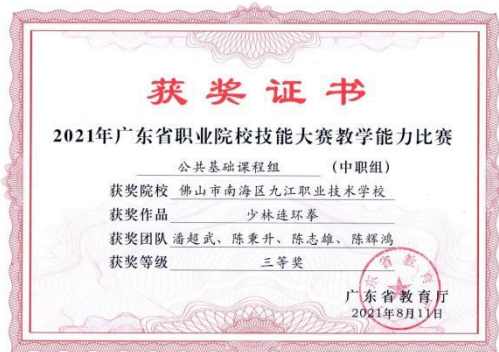 获奖证书
2021年广东省职业院校技能大赛教学能力比赛
公共基础课程组 （中职组）
获奖院校 佛山市南海区九江职业技术学校
获奖作品 少林连环拳
获奖团队 潘超武、陈秉升、陈志雄、陈辉鸿
获奖等级 三等奖
广东省教育厅
2021年8月11日